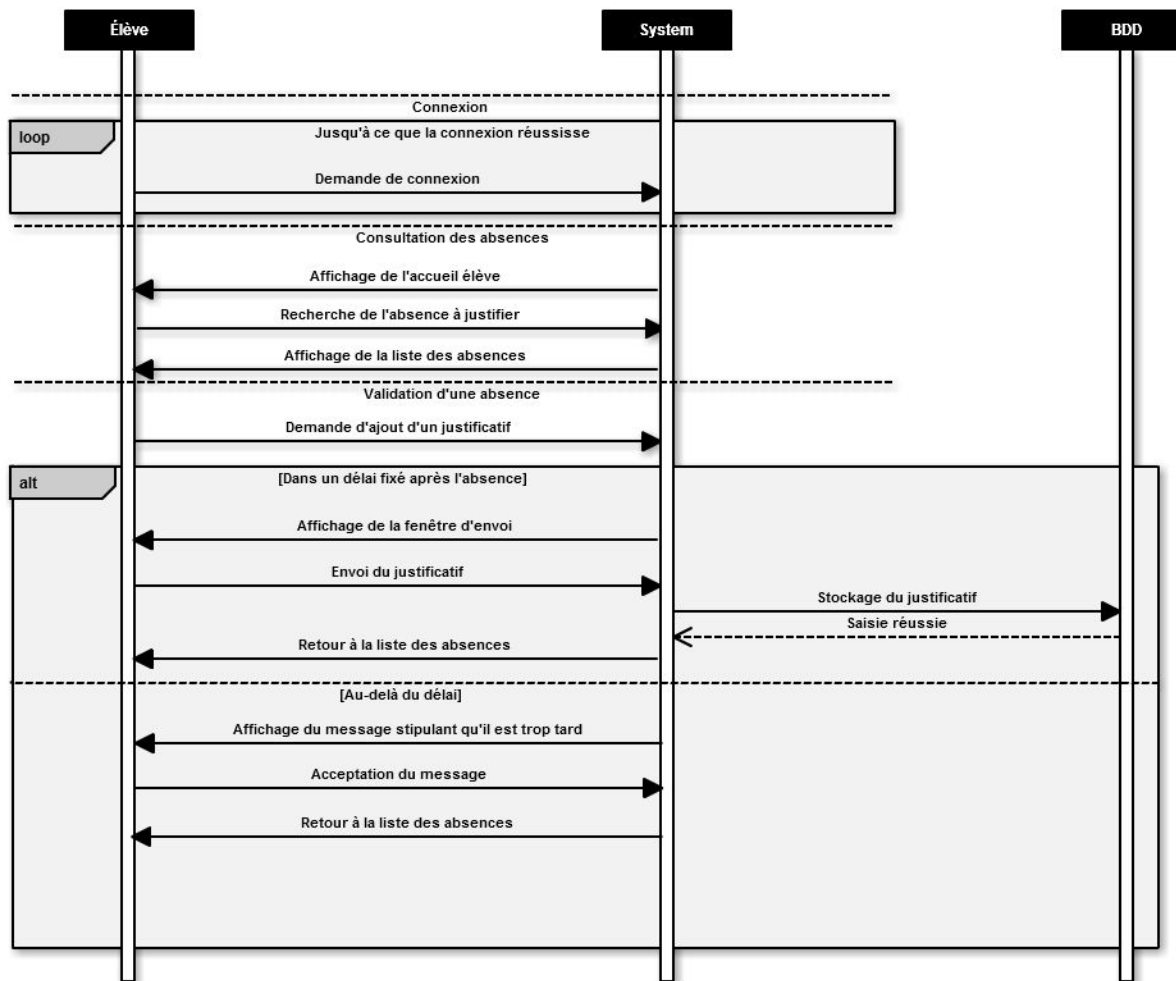 Élève
System
BDD
Connexion
loop
Jusqu'à ce que la connexion réussisse
Demande de connexion
Consultation des absences
Affichage de l'accueil élève
Recherche de l'absence à justifier
Affichage de la liste des absences
Validation d'une absence
Demande d'ajout d'un justificatif
alt
[Dans un délai fixé après l'absence]
Affichage de la fenêtre d'envoi
Envoi du justificatif
Stockage du justificatif
Saisie réussie
Retour à la liste des absences
[Au-delà du délai]
Affichage du message stipulant qu'il est trop tard
Acceptation du message
Retour à la liste des absences